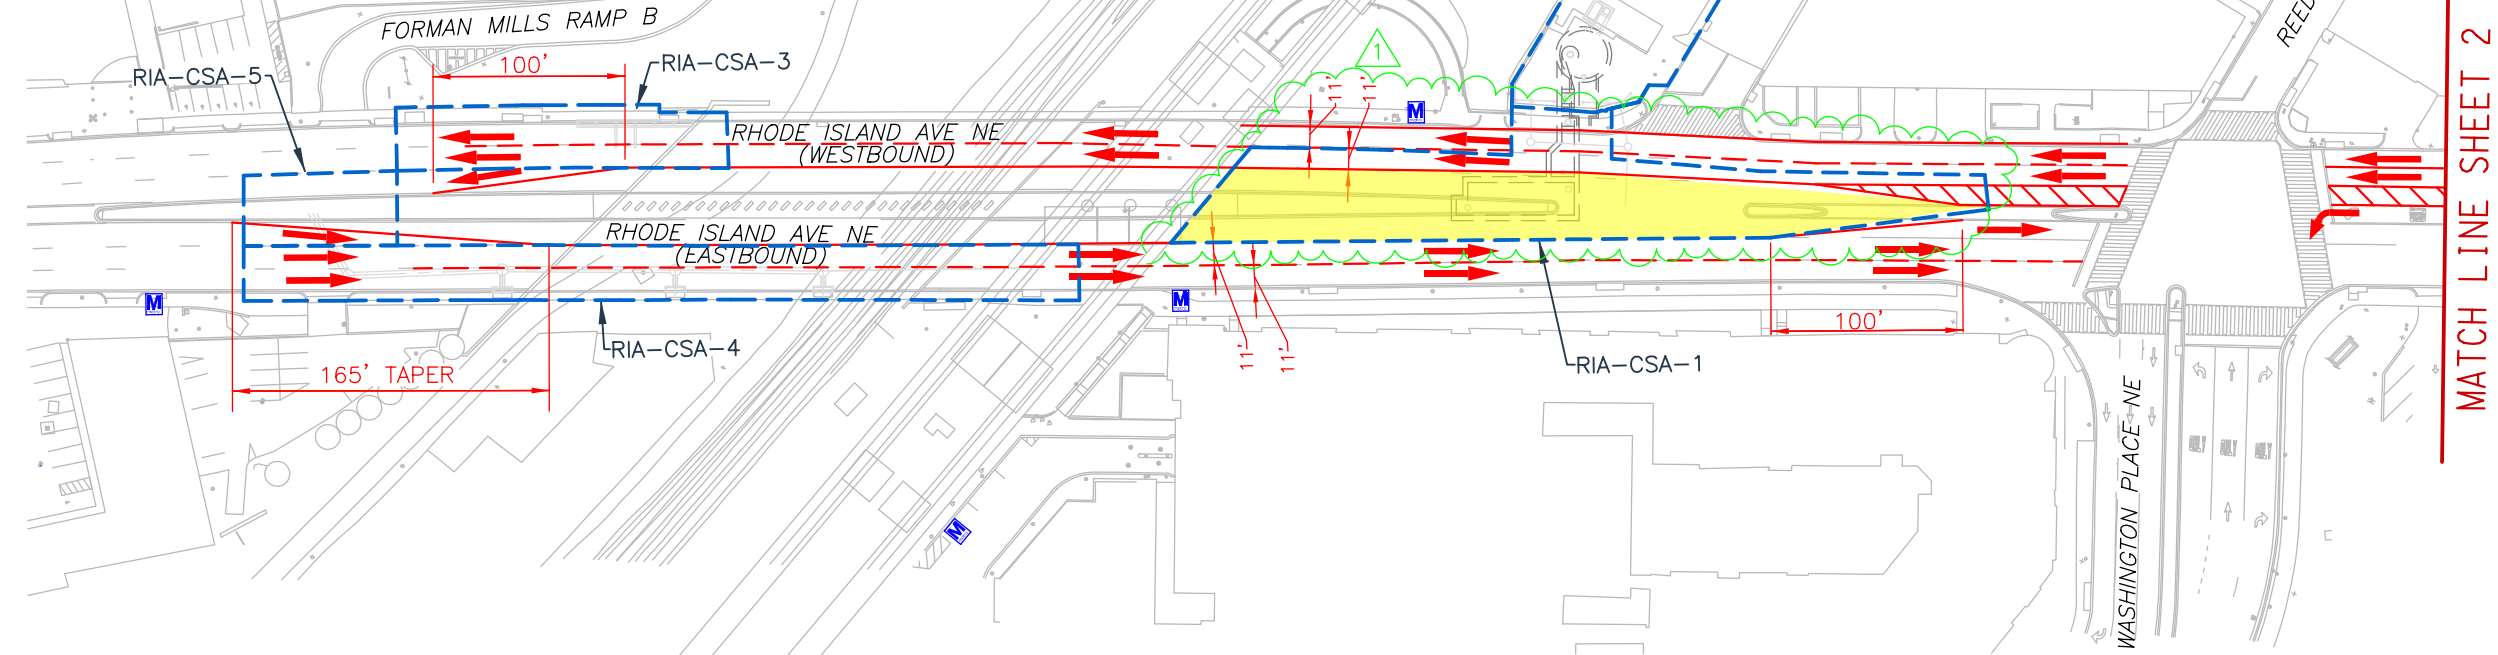 FORMAN MILLS RAMP B
RIA-CSA-3
RIA-CSA-5
100'
1
11'
11'
REED
RHODE ISLAND AVE NE
(WESTBOUND)
RHODE ISLAND AVE NE
(EASTBOUND)
M
M
M
M
RIA-CSA-4
165' TAPER
11'
11'
RIA-CSA-1
100'
WASHINGTON PLACE NE
MATCH LINE SHEET 2